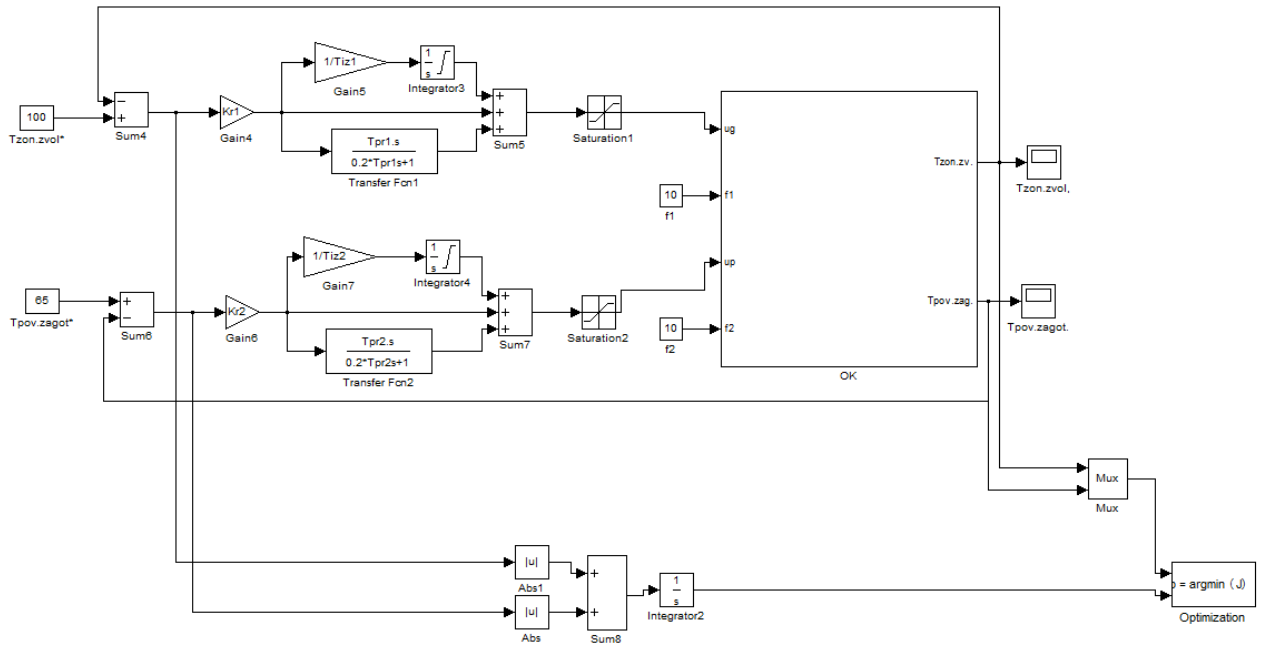 1/Tiz1
1
s
Gain5
Integrator3
−
+
100
Tzon.zvol*
Sum4
Kr1
Gain4
+
+
+
Sum5
Saturation1
Tpr1.s
0.2*Tpr1s+1
Transfer Fcn1
ug
Tzon.zv.
Tzon.zvol,
10
f1
f1
1/Tiz2
1
s
Gain7
Integrator4
up
65
Tpov.zagot*
+
−
Sum6
Kr2
Gain6
+
+
+
Sum7
Saturation2
Tpr2.s
0.2*Tpr2s+1
Transfer Fcn2
Tpov.zag.
Tpov.zagot.
10
f2
f2
OK
Mux
Mux
|u|
Abs1
|u|
Abs
+
+
Sum8
1
s
Integrator2
= argmin (J)
Optimization